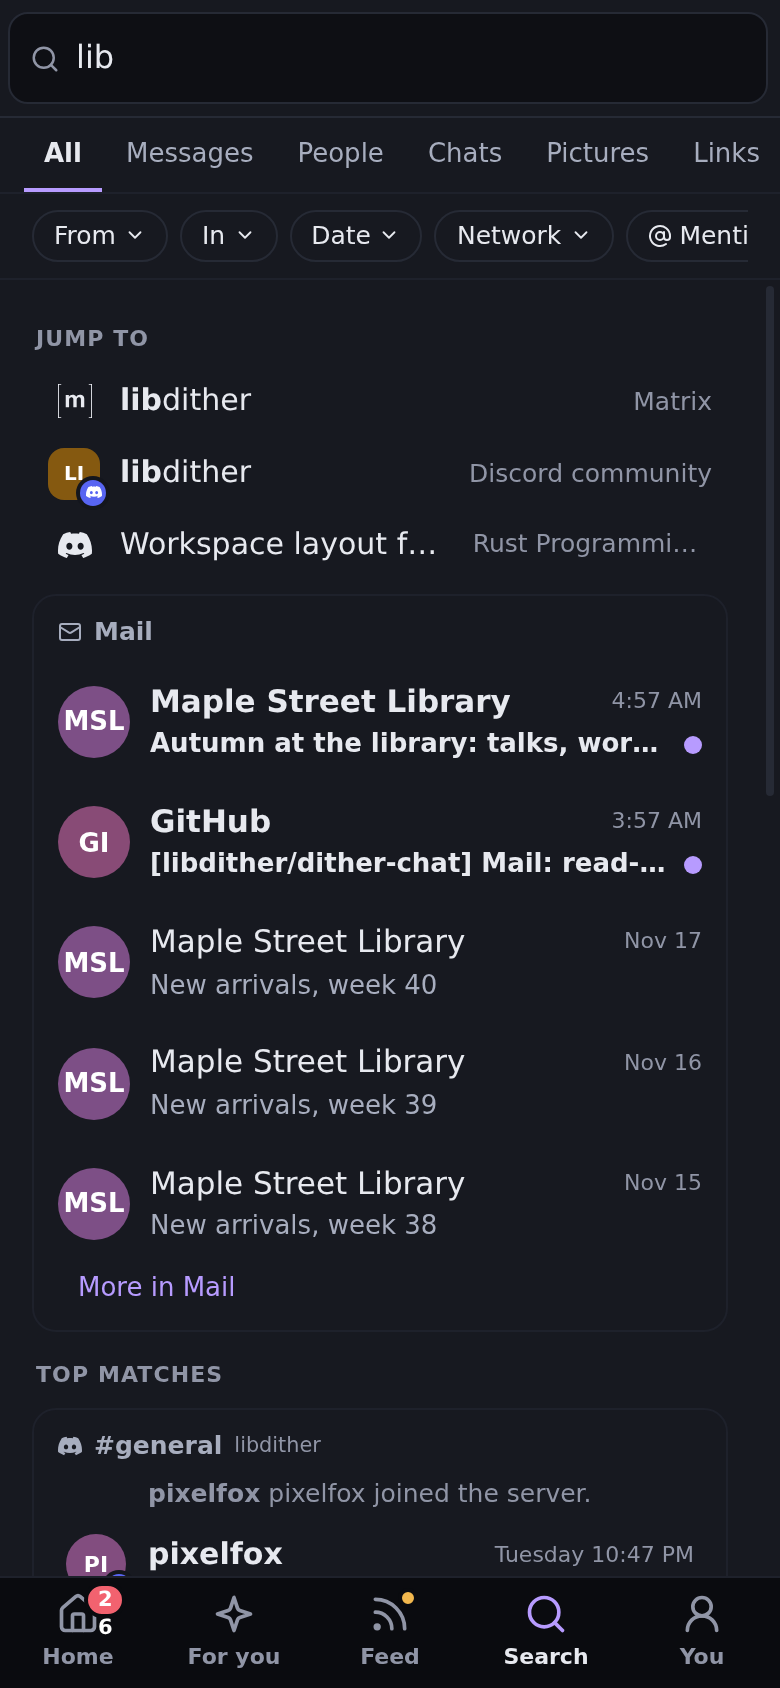 lib
All Messages People Chats Pictures Links
From In Date Network @ Menti
JUMP TO
[m] libdither Matrix
LI libdither Discord community
Workspace layout f… Rust Programmi…
Mail
MSL Maple Street Library 4:57 AM
Autumn at the library: talks, wor…
GI GitHub 3:57 AM
[libdither/dither-chat] Mail: read-…
MSL Maple Street Library Nov 17
New arrivals, week 40
MSL Maple Street Library Nov 16
New arrivals, week 39
MSL Maple Street Library Nov 15
New arrivals, week 38
More in Mail
TOP MATCHES
#general libdither
pixelfox pixelfox joined the server.
PI pixelfox Tuesday 10:47 PM
2
6
Home For you Feed Search You